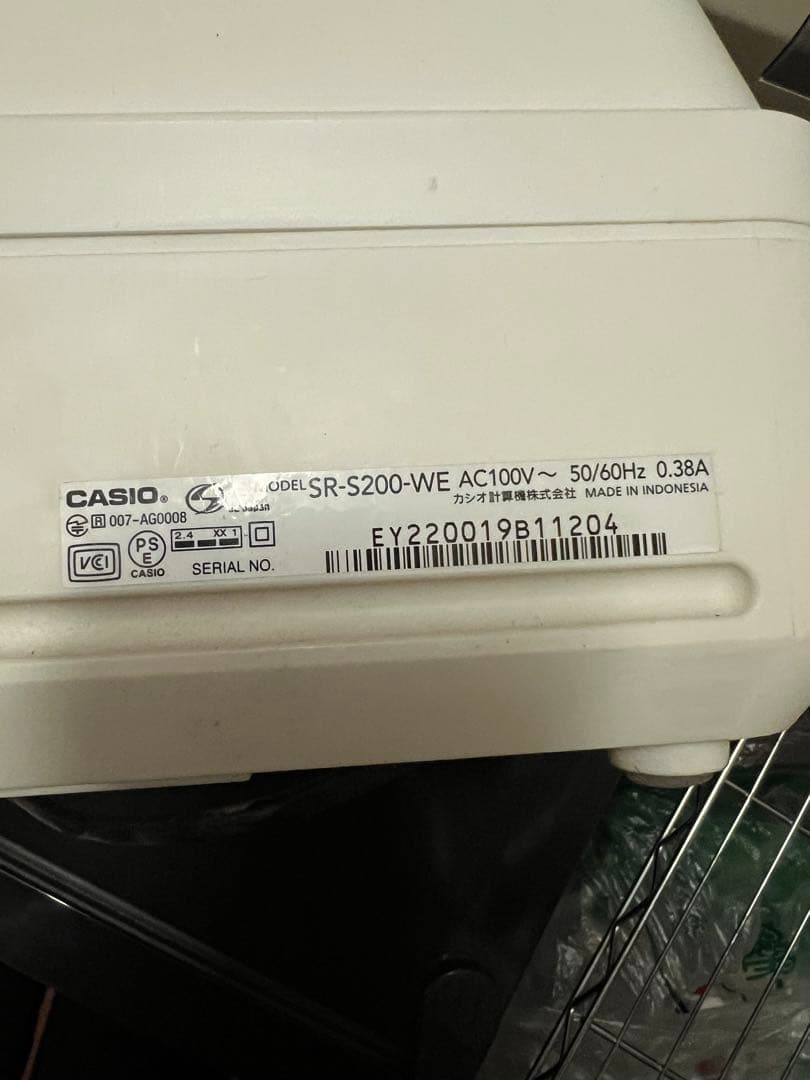 CASIO® MODEL SR-S200-WE AC100V〜 50/60Hz 0.38A
カシオ計算機株式会社 MADE IN INDONESIA
R 007-AG0008
EY220019B11204
VCI PS E CASIO 2.4 XX 1
SERIAL NO.